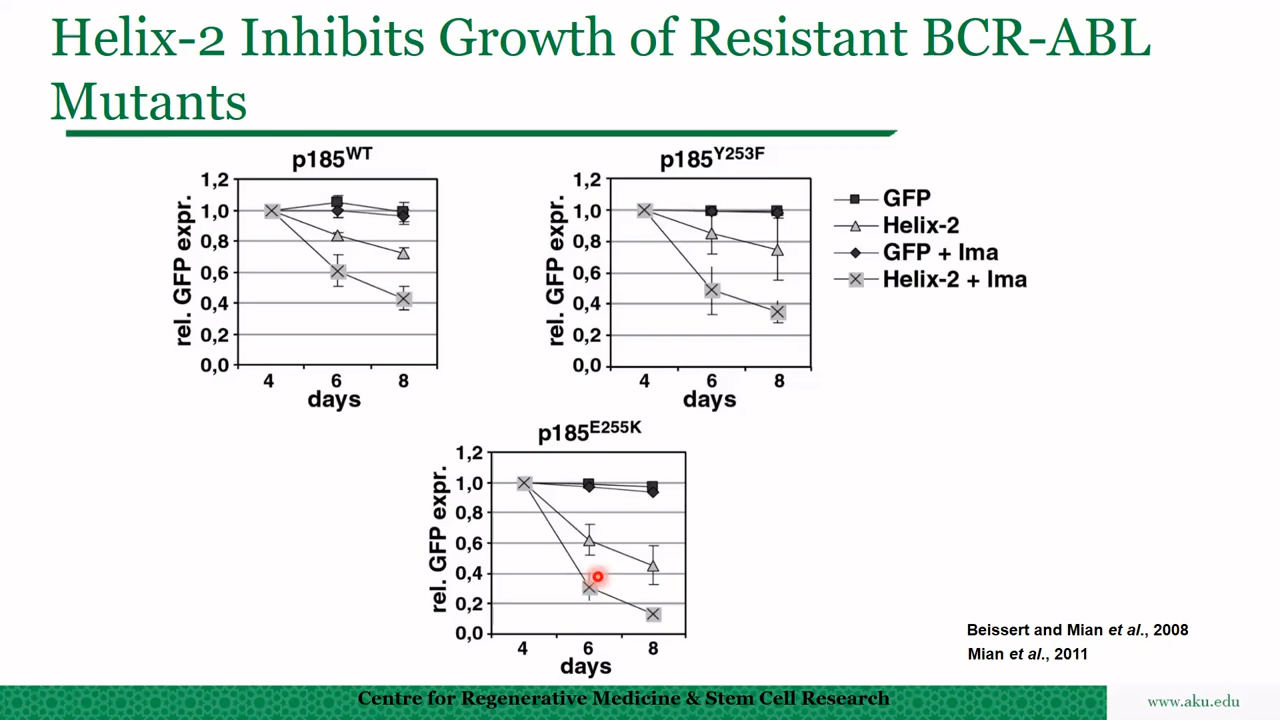 Helix-2 Inhibits Growth of Resistant BCR-ABL
Mutants
p185WT
rel. GFP expr.
1,2
1,0
0,8
0,6
0,4
0,2
0,0
4 6 8
days
p185Y253F
rel. GFP expr.
1,2
1,0
0,8
0,6
0,4
0,2
0,0
4 6 8
days
GFP
Helix-2
GFP + Ima
Helix-2 + Ima
p185E255K
rel. GFP expr.
1,2
1,0
0,8
0,6
0,4
0,2
0,0
4 6 8
days
Beissert and Mian et al., 2008
Mian et al., 2011
Centre for Regenerative Medicine & Stem Cell Research
www.aku.edu